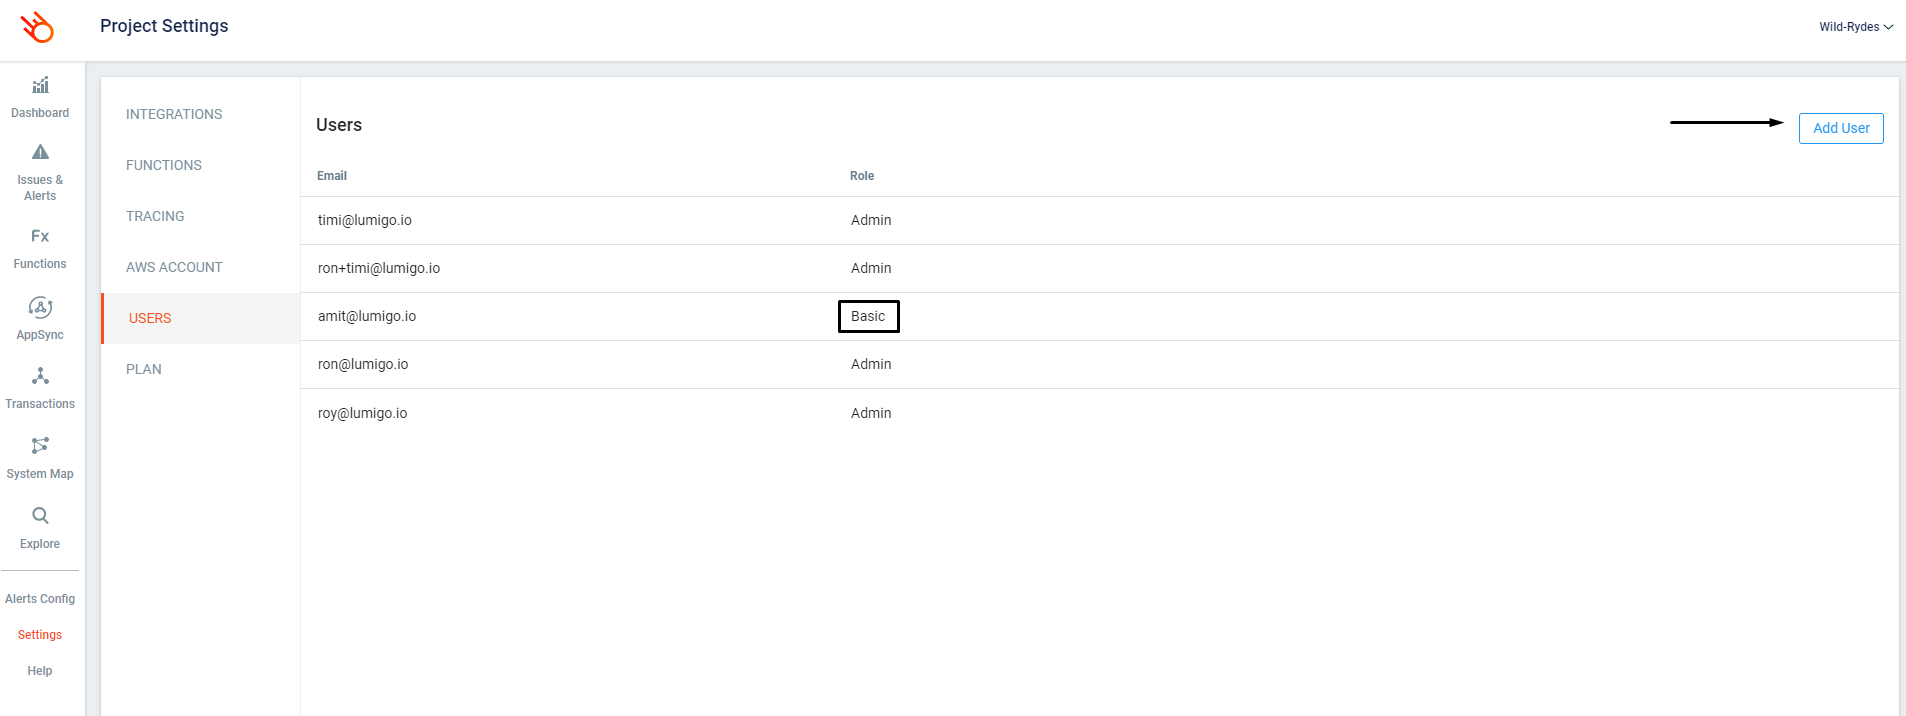 Project Settings
Wild-Rydes
Dashboard
Issues &
Alerts
Fx
Functions
AppSync
Transactions
System Map
Explore
Alerts Config
Settings
Help
INTEGRATIONS
FUNCTIONS
TRACING
AWS ACCOUNT
USERS
PLAN
Users
Add User
Email Role
timi@lumigo.io Admin
ron+timi@lumigo.io Admin
amit@lumigo.io Basic
ron@lumigo.io Admin
roy@lumigo.io Admin